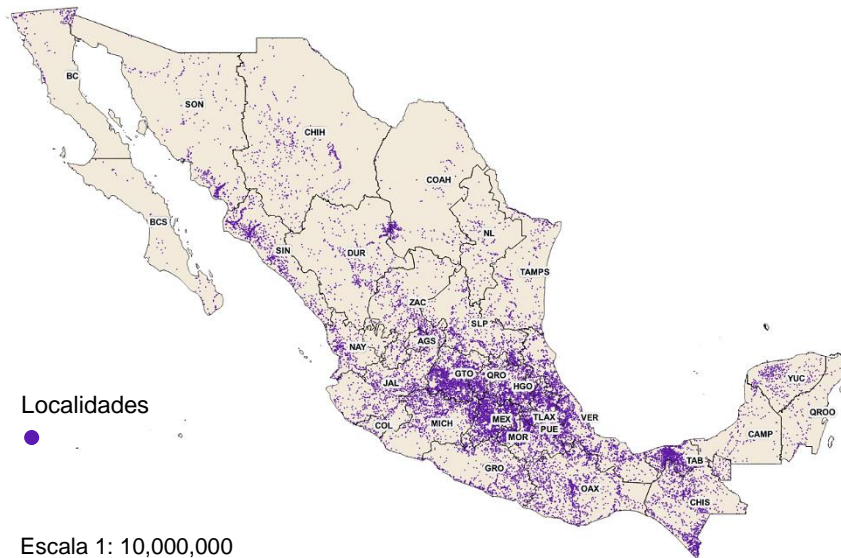 BC
SON
CHIH
COAH
BCS
NL
SIN
DUR
TAMPS
ZAC
SLP
NAY
AGS
GTO
QRO
HGO
YUC
JAL
QROO
Localidades
MEX
TLAX
VER
COL
MICH
PUE
CAMP
MOR
TAB
GRO
OAX
CHIS
Escala 1: 10,000,000